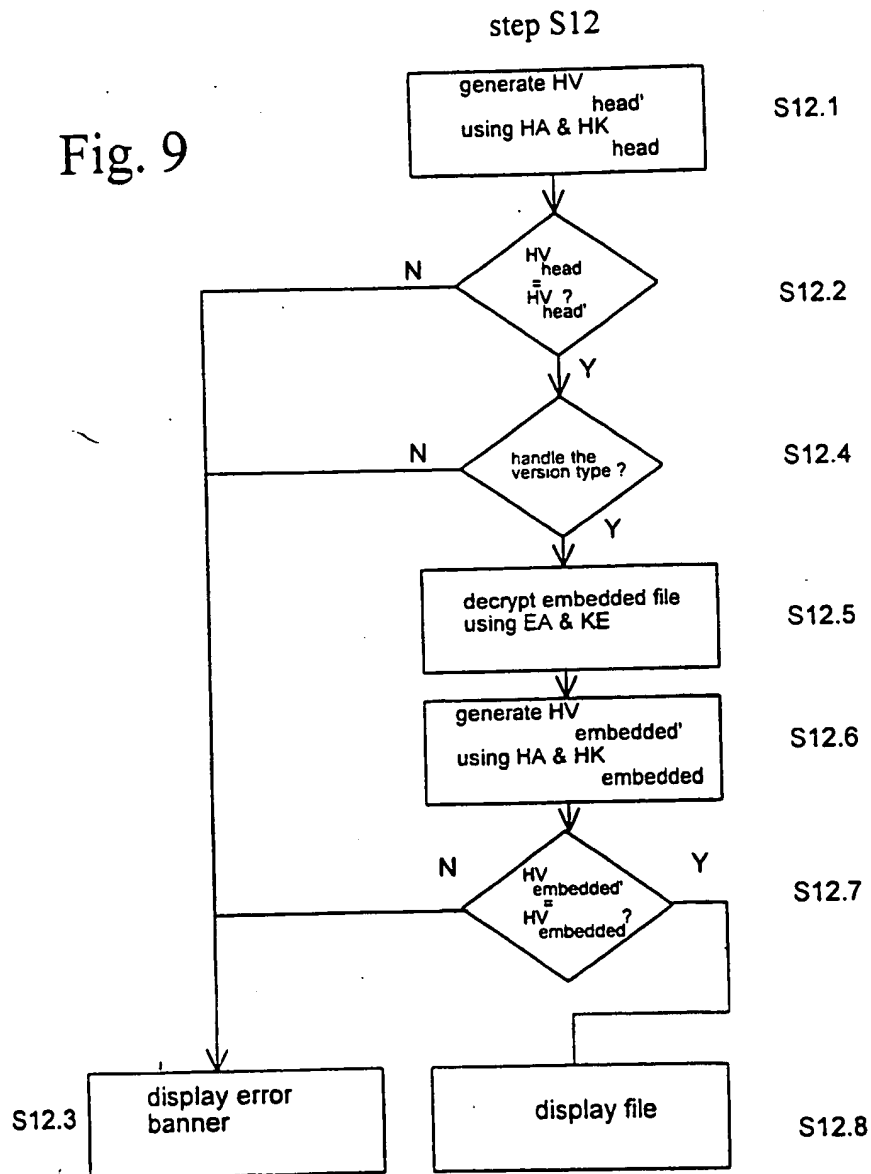 step S12
Fig. 9
generate HV
head'
using HA & HK
head
S12.1
HV
head
=
HV ?
head'
N
S12.2
Y
handle the
version type ?
N
S12.4
Y
decrypt embedded file
using EA & KE
S12.5
generate HV
embedded'
using HA & HK
embedded
S12.6
N
HV
embedded'
=
HV
embedded ?
Y
S12.7
S12.3
display error
banner
display file
S12.8